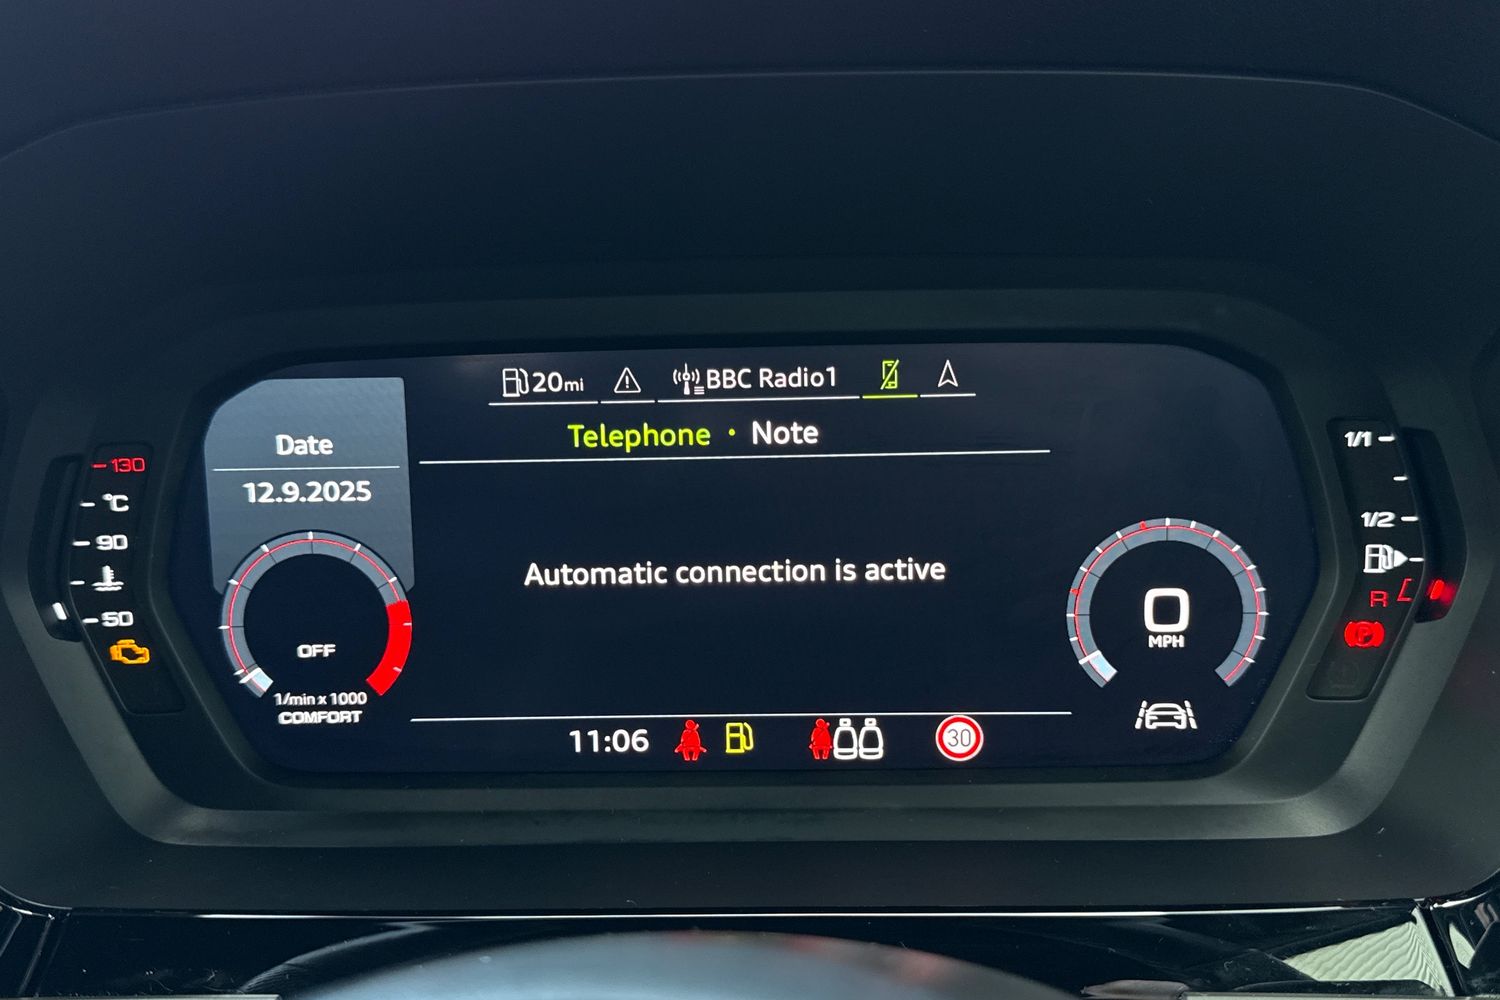 20mi
BBC Radio1
Telephone • Note
Date
12.9.2025
Automatic connection is active
130
°C
90
50
OFF
1/min x 1000
COMFORT
0
MPH
1/1
1/2
R
P
11:06
30